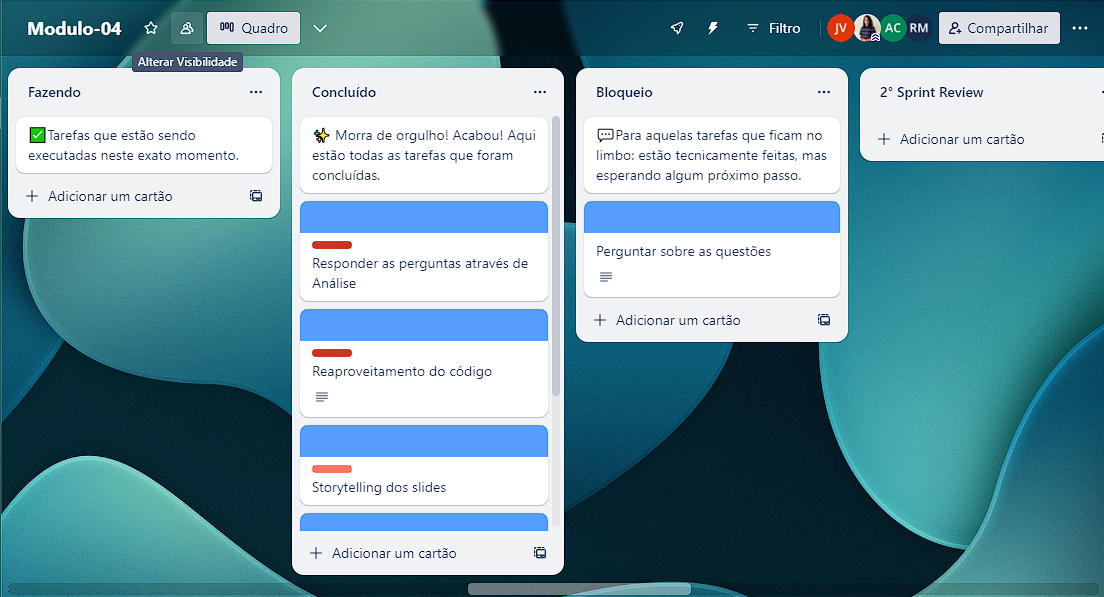 Modulo-04
Quadro
Filtro
JV
AC
RM
Compartilhar
Alterar Visibilidade
Fazendo
✅Tarefas que estão sendo
executadas neste exato momento.
Adicionar um cartão
Concluído
✨ Morra de orgulho! Acabou! Aqui
estão todas as tarefas que foram
concluídas.
Responder as perguntas através de
Análise
Reaproveitamento do código
Storytelling dos slides
Adicionar um cartão
Bloqueio
💬Para aquelas tarefas que ficam no
limbo: estão tecnicamente feitas, mas
esperando algum próximo passo.
Perguntar sobre as questões
Adicionar um cartão
2° Sprint Review
Adicionar um cartão